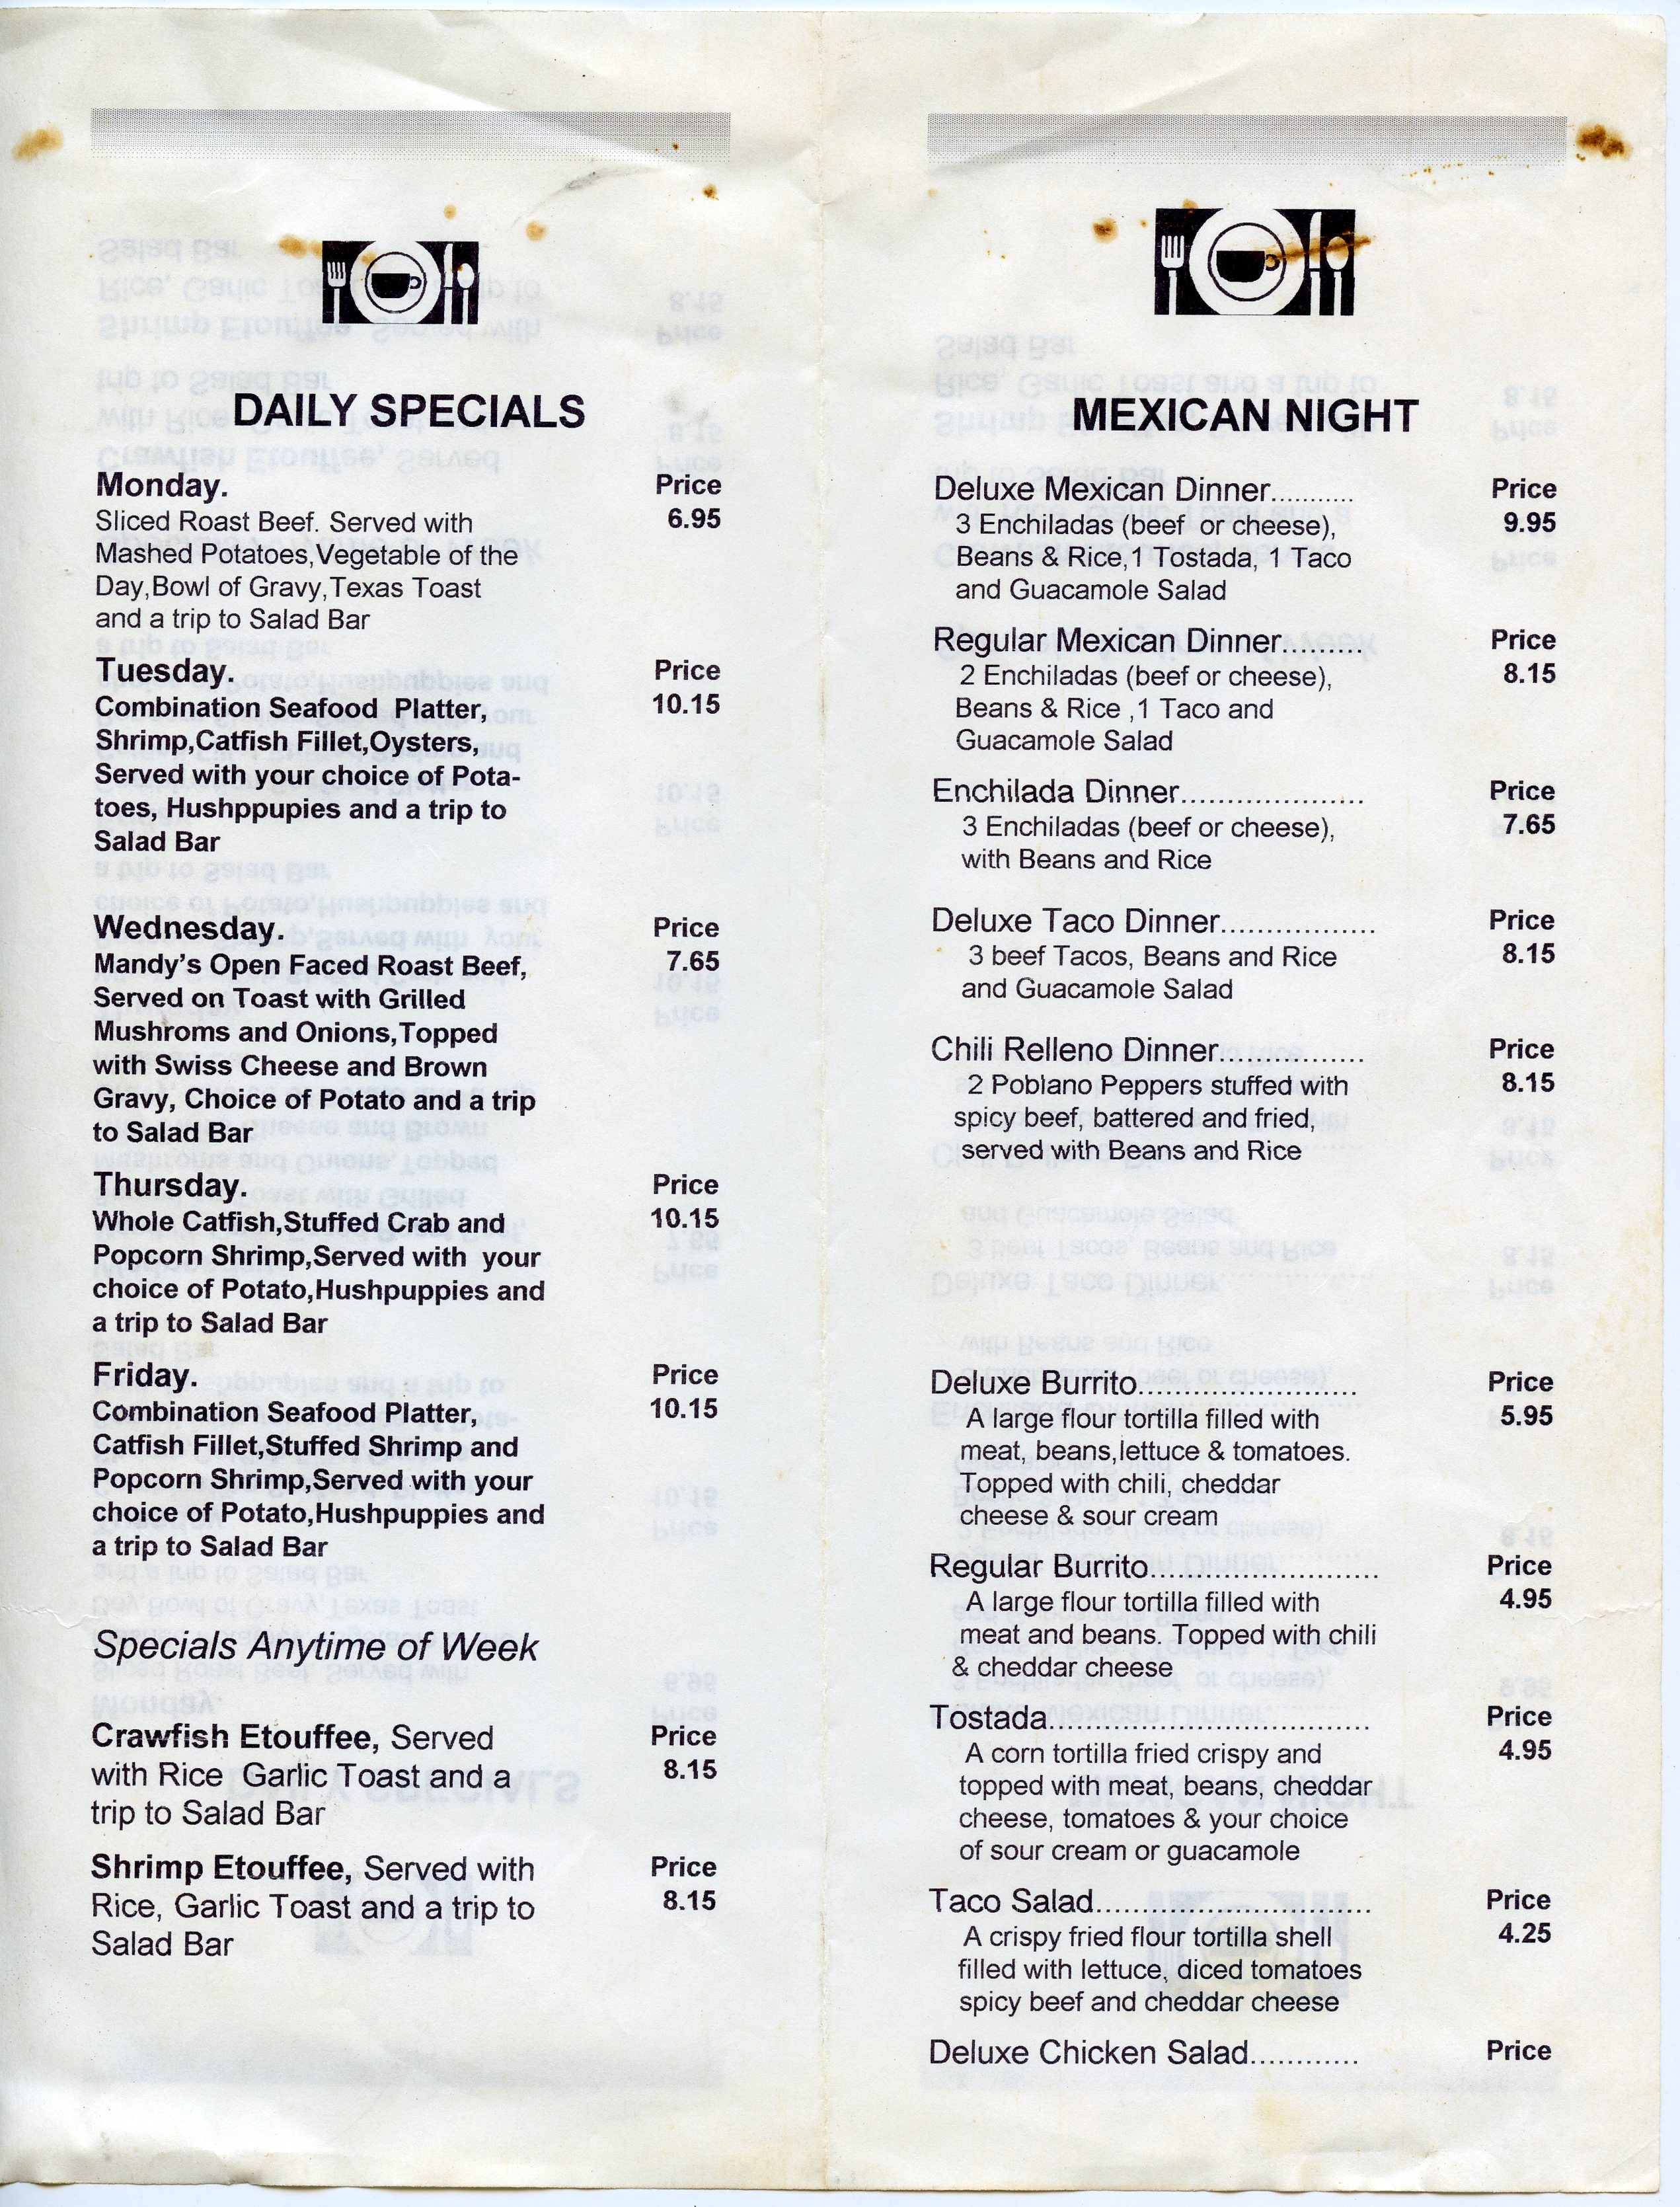 DAILY SPECIALS
Monday. Price
Sliced Roast Beef. Served with 6.95
Mashed Potatoes,Vegetable of the
Day,Bowl of Gravy,Texas Toast
and a trip to Salad Bar
Tuesday. Price
Combination Seafood Platter, 10.15
Shrimp,Catfish Fillet,Oysters,
Served with your choice of Pota-
toes, Hushppupies and a trip to
Salad Bar
Wednesday. Price
Mandy's Open Faced Roast Beef, 7.65
Served on Toast with Grilled
Mushroms and Onions,Topped
with Swiss Cheese and Brown
Gravy, Choice of Potato and a trip
to Salad Bar
Thursday. Price
Whole Catfish,Stuffed Crab and 10.15
Popcorn Shrimp,Served with your
choice of Potato,Hushpuppies and
a trip to Salad Bar
Friday. Price
Combination Seafood Platter, 10.15
Catfish Fillet,Stuffed Shrimp and
Popcorn Shrimp,Served with your
choice of Potato,Hushpuppies and
a trip to Salad Bar
Specials Anytime of Week
Crawfish Etouffee, Served Price
with Rice Garlic Toast and a 8.15
trip to Salad Bar
Shrimp Etouffee, Served with Price
Rice, Garlic Toast and a trip to 8.15
Salad Bar
MEXICAN NIGHT
Deluxe Mexican Dinner........... Price
3 Enchiladas (beef or cheese), 9.95
Beans & Rice,1 Tostada, 1 Taco
and Guacamole Salad
Regular Mexican Dinner......... Price
2 Enchiladas (beef or cheese), 8.15
Beans & Rice ,1 Taco and
Guacamole Salad
Enchilada Dinner.................... Price
3 Enchiladas (beef or cheese), 7.65
with Beans and Rice
Deluxe Taco Dinner................. Price
3 beef Tacos, Beans and Rice 8.15
and Guacamole Salad
Chili Relleno Dinner................ Price
2 Poblano Peppers stuffed with 8.15
spicy beef, battered and fried,
served with Beans and Rice
Deluxe Burrito........................ Price
A large flour tortilla filled with 5.95
meat, beans,lettuce & tomatoes.
Topped with chili, cheddar
cheese & sour cream
Regular Burrito......................... Price
A large flour tortilla filled with 4.95
meat and beans. Topped with chili
& cheddar cheese
Tostada................................... Price
A corn tortilla fried crispy and 4.95
topped with meat, beans, cheddar
cheese, tomatoes & your choice
of sour cream or guacamole
Taco Salad.............................. Price
A crispy fried flour tortilla shell 4.25
filled with lettuce, diced tomatoes
spicy beef and cheddar cheese
Deluxe Chicken Salad............ Price